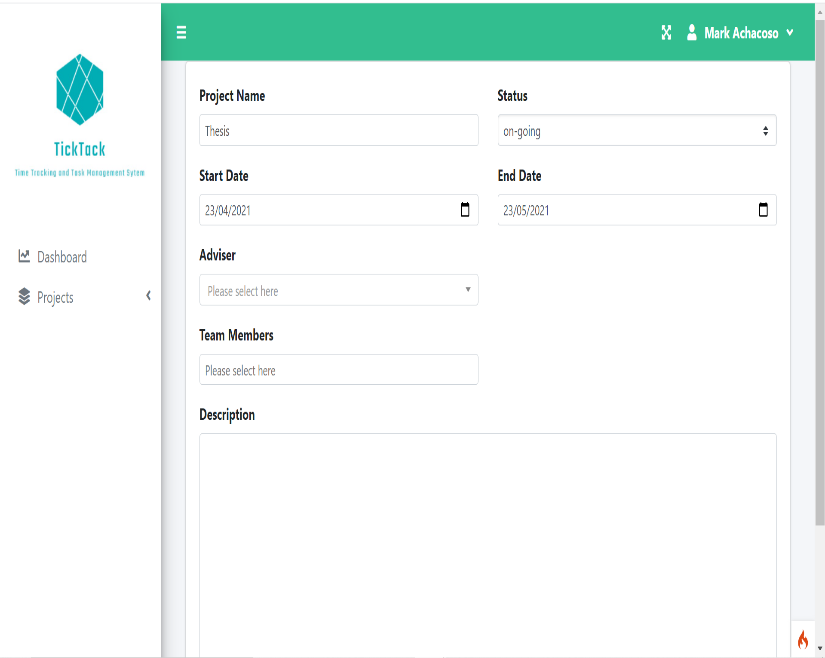 Mark Achacoso
TickTack
Time Tracking and Task Management Sytem
Dashboard
Projects
Project Name
Status
Thesis
on-going
Start Date
End Date
23/04/2021
23/05/2021
Adviser
Please select here
Team Members
Please select here
Description